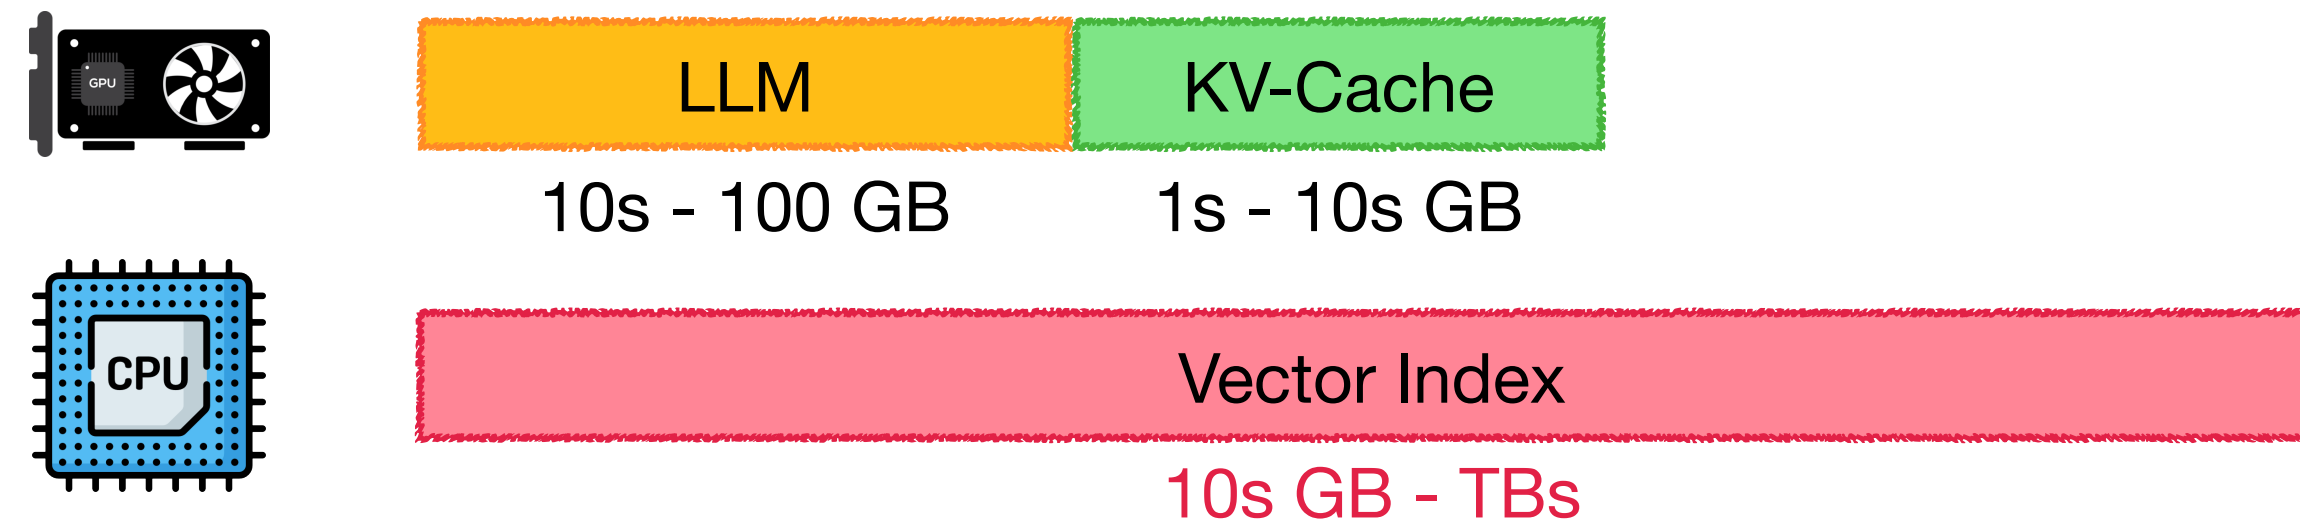 GPU
LLM
KV-Cache
10s - 100 GB
1s - 10s GB
CPU
Vector Index
10s GB - TBs